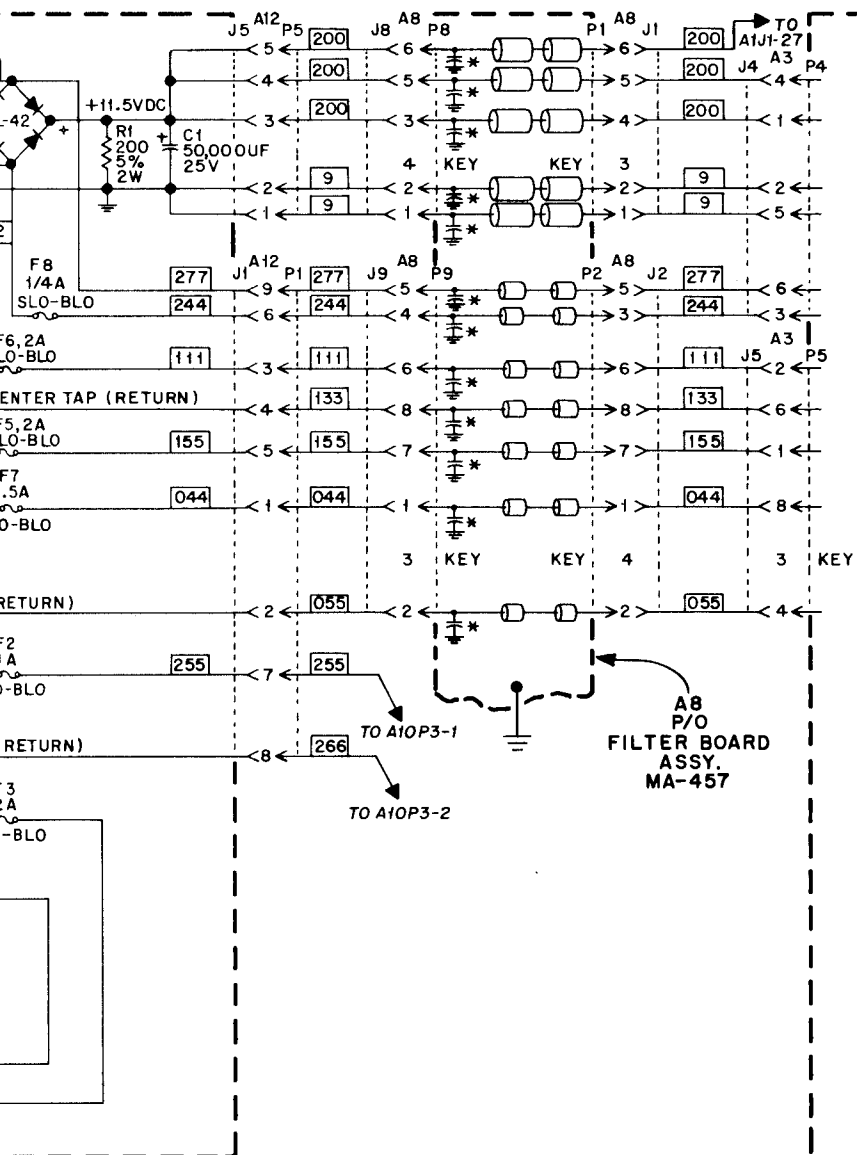 A12 A8 A8 TO
J5 P5 J8 P8 P1 J1 A1J1-27
5 200 6 * 6 200 A3
J4 P4
4 200 5 * 5 200 4
+11.5VDC
-42 + 3 200 3 * 4 200 1
R1 + C1
200 50,000UF
5% 25V
2W
4 KEY KEY 3
2 9 2 * 2 9 2
1 9 1 * 1 9 5
2
A12 A8 A8
J1 P1 J9 P9 P2 J2
F8
1/4A
SLO-BLO
277 9 277 5 * 5 277 6
244 6 244 4 * 3 244 3
A3
J5 P5
F6,2A
LO-BLO
111 3 111 6 * 6 111 2
ENTER TAP (RETURN) 4 133 8 * 8 133 6
F5,2A
LO-BLO
155 5 155 7 * 7 155 1
F7
.5A
O-BLO
044 1 044 1 * 1 044 8
3 KEY KEY 4 3 KEY
RETURN) 2 055 2 * 2 055 4
F2
A
O-BLO
255 7 255
TO A10P3-1
RETURN) 8 266
TO A10P3-2
A8
P/O
FILTER BOARD
ASSY.
MA-457
3
2A
-BLO